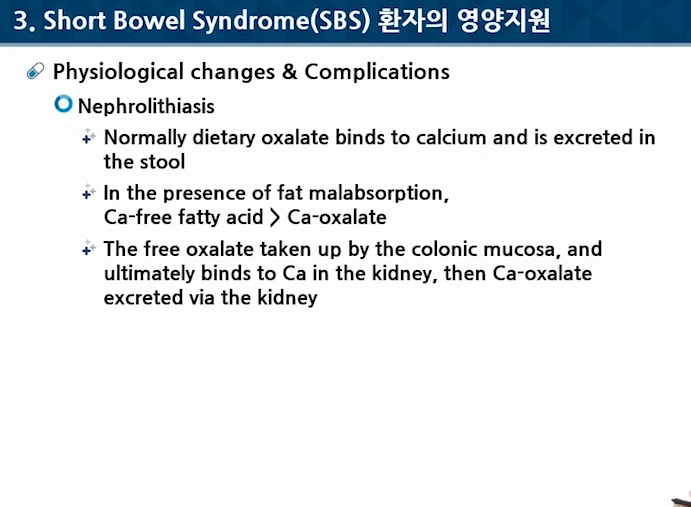 3. Short Bowel Syndrome(SBS) 환자의 영양지원
Physiological changes & Complications
Nephrolithiasis
Normally dietary oxalate binds to calcium and is excreted in
the stool
In the presence of fat malabsorption,
Ca-free fatty acid > Ca-oxalate
The free oxalate taken up by the colonic mucosa, and
ultimately binds to Ca in the kidney, then Ca-oxalate
excreted via the kidney